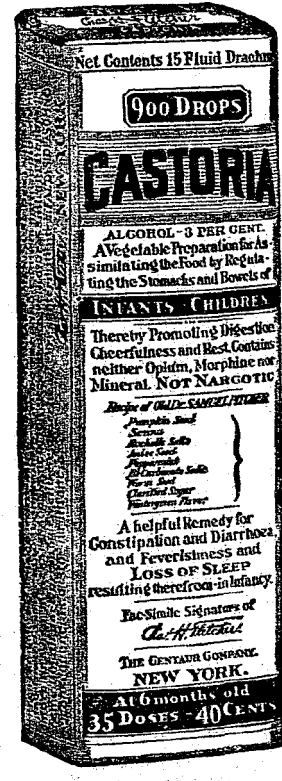 Net Contents 15 Fluid Drachm
900 DROPS
CASTORIA
ALCOHOL-3 PER CENT.
A Vegetable Preparation for As-
similating the Food by Regula-
ting the Stomachs and Bowels of
INFANTS CHILDREN
Thereby Promoting Digestion
Cheerfulness and Rest. Contains
neither Opium, Morphine nor
Mineral. NOT NARCOTIC
Recipe of Old Dr. SAMUEL PITCHER
Pumpkin Seed
Senna
Rochelle Salts
Anise Seed
Peppermint
Bi Carbonate Soda
Worm Seed
Clarified Sugar
Wintergreen Flavor
A helpful Remedy for
Constipation and Diarrhoea
and Feverishness and
LOSS OF SLEEP
resulting therefrom-in Infancy.
Fac-Simile Signature of
Chas. H. Fletcher
THE CENTAUR COMPANY.
NEW YORK.
At 6 months old
35 DOSES - 40 CENTS